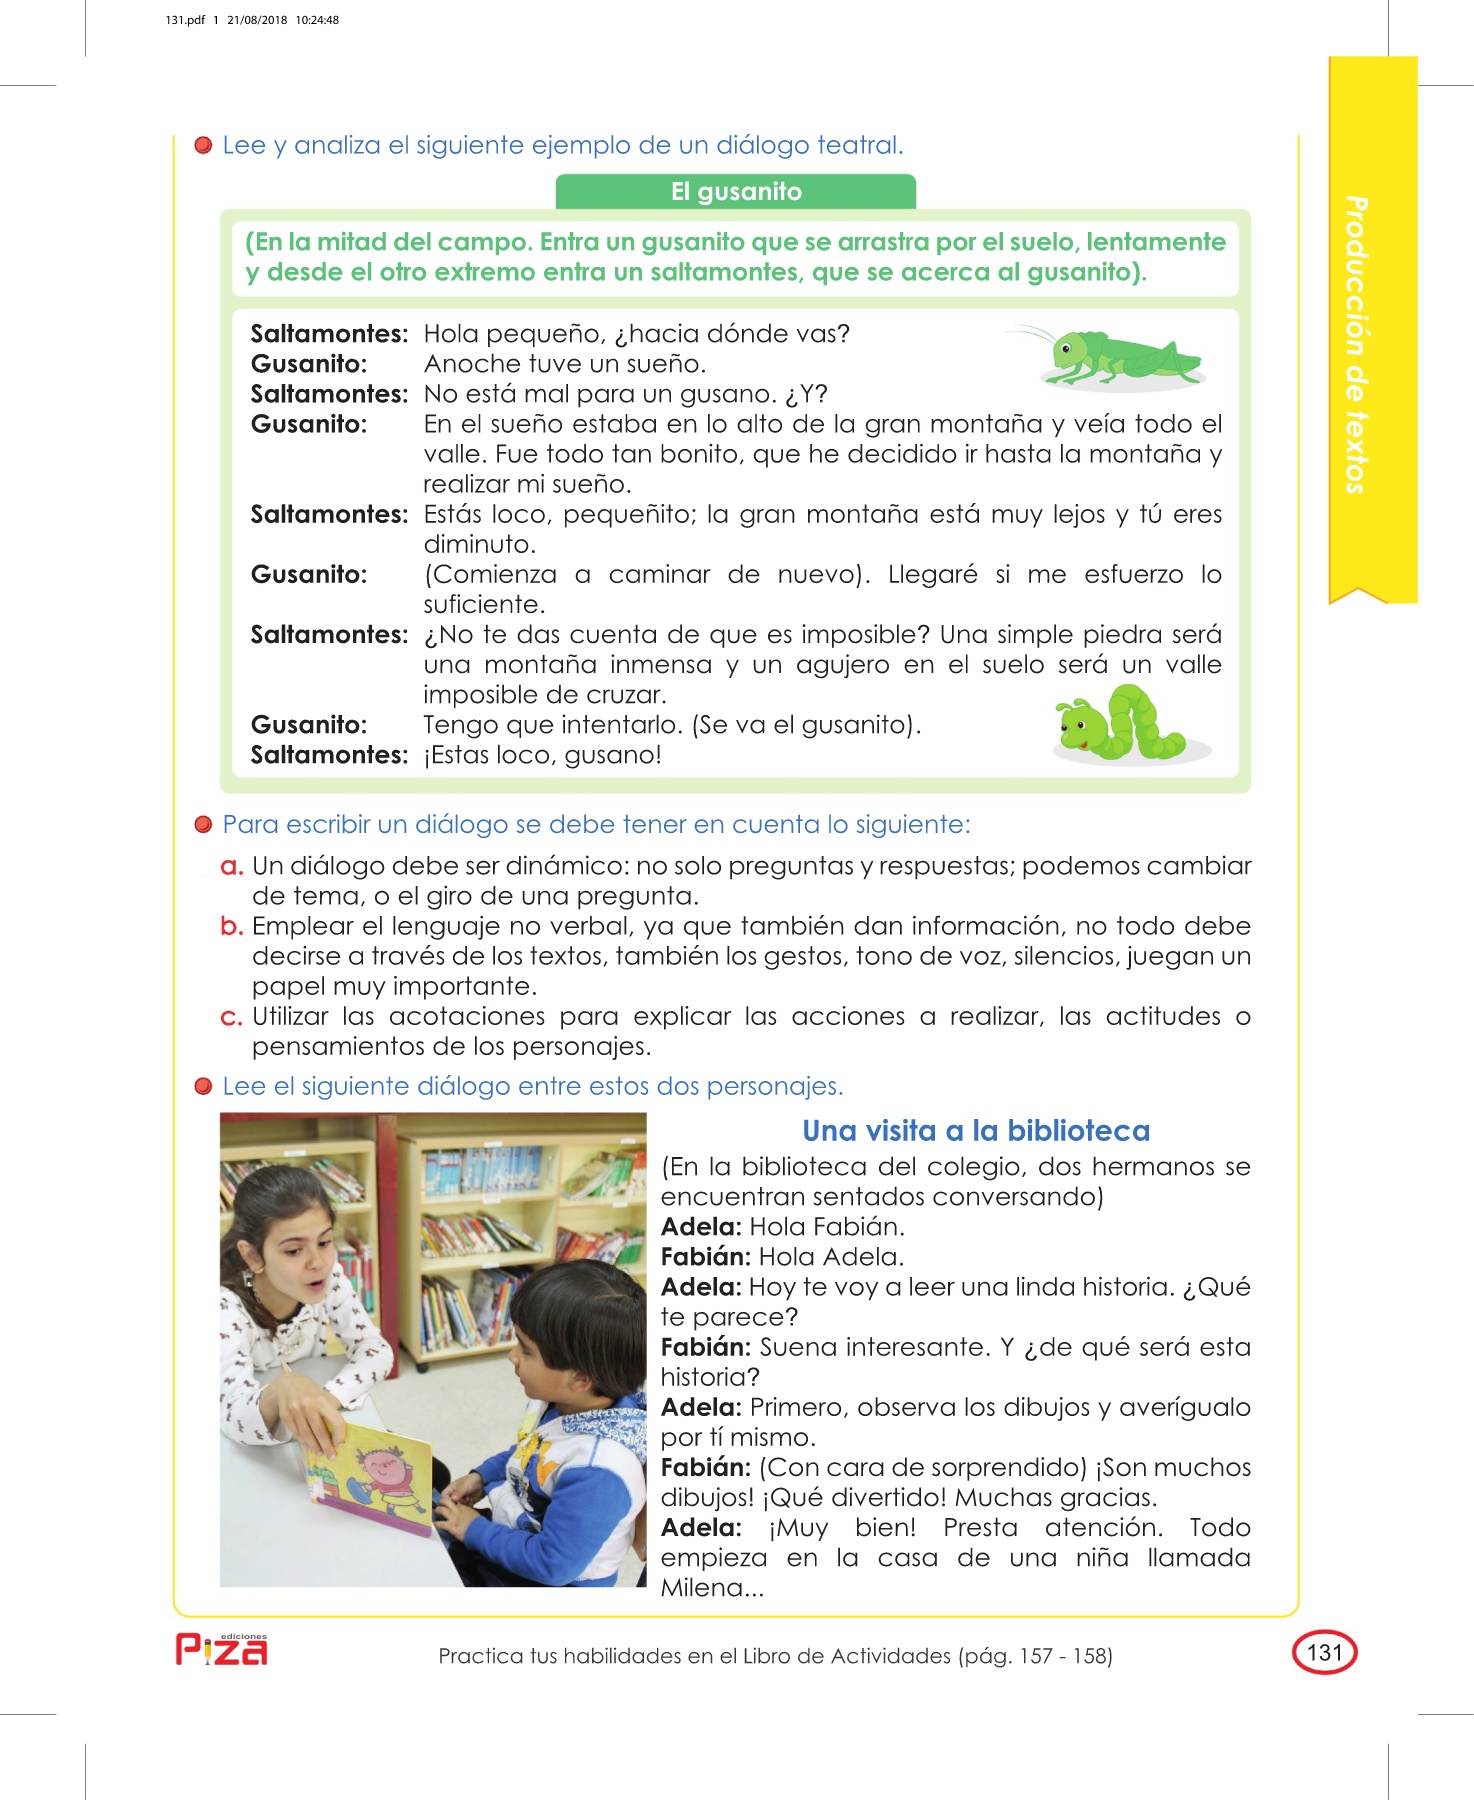 131.pdf 1 21/08/2018 10:24:48
Producción de textos
Lee y analiza el siguiente ejemplo de un diálogo teatral.
El gusanito
(En la mitad del campo. Entra un gusanito que se arrastra por el suelo, lentamente
y desde el otro extremo entra un saltamontes, que se acerca al gusanito).
Saltamontes: Hola pequeño, ¿hacia dónde vas?
Gusanito: Anoche tuve un sueño.
Saltamontes: No está mal para un gusano. ¿Y?
Gusanito: En el sueño estaba en lo alto de la gran montaña y veía todo el
valle. Fue todo tan bonito, que he decidido ir hasta la montaña y
realizar mi sueño.
Saltamontes: Estás loco, pequeñito; la gran montaña está muy lejos y tú eres
diminuto.
Gusanito: (Comienza a caminar de nuevo). Llegaré si me esfuerzo lo
suficiente.
Saltamontes: ¿No te das cuenta de que es imposible? Una simple piedra será
una montaña inmensa y un agujero en el suelo será un valle
imposible de cruzar.
Gusanito: Tengo que intentarlo. (Se va el gusanito).
Saltamontes: ¡Estas loco, gusano!
Para escribir un diálogo se debe tener en cuenta lo siguiente:
a. Un diálogo debe ser dinámico: no solo preguntas y respuestas; podemos cambiar
de tema, o el giro de una pregunta.
b. Emplear el lenguaje no verbal, ya que también dan información, no todo debe
decirse a través de los textos, también los gestos, tono de voz, silencios, juegan un
papel muy importante.
c. Utilizar las acotaciones para explicar las acciones a realizar, las actitudes o
pensamientos de los personajes.
Lee el siguiente diálogo entre estos dos personajes.
Una visita a la biblioteca
(En la biblioteca del colegio, dos hermanos se
encuentran sentados conversando)
Adela: Hola Fabián.
Fabián: Hola Adela.
Adela: Hoy te voy a leer una linda historia. ¿Qué
te parece?
Fabián: Suena interesante. Y ¿de qué será esta
historia?
Adela: Primero, observa los dibujos y averígualo
por tí mismo.
Fabián: (Con cara de sorprendido) ¡Son muchos
dibujos! ¡Qué divertido! Muchas gracias.
Adela: ¡Muy bien! Presta atención. Todo
empieza en la casa de una niña llamada
Milena...
ediciones
Piza
Practica tus habilidades en el Libro de Actividades (pág. 157 - 158)
131